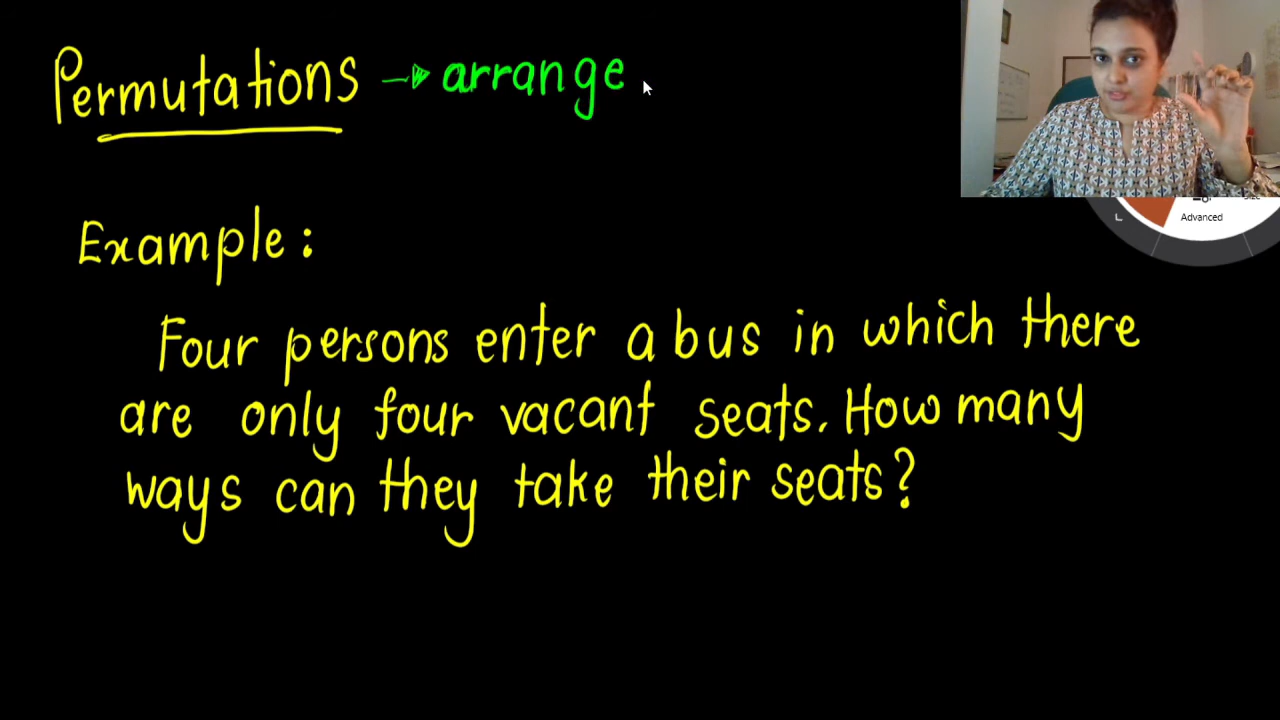 Permutations → arrange
Example:
Four persons enter a bus in which there
are only four vacant seats. How many
ways can they take their seats?
Advanced